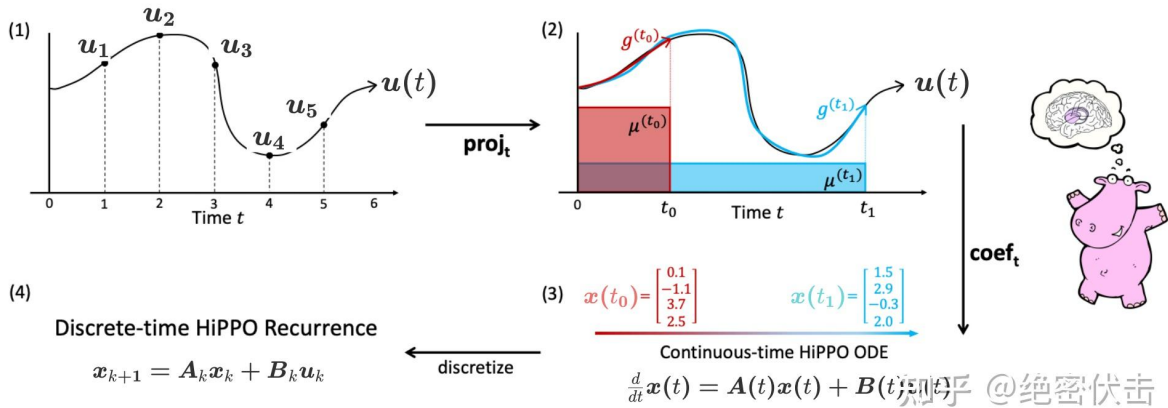 (1)
u₁
u₂
u₃
u₄
u₅
u(t)
0 1 2 3 4 5 6
Time t
proj_t
(2)
g^(t₀)
g^(t₁)
u(t)
μ^(t₀)
μ^(t₁)
0 t₀ Time t t₁
coef_t
(3)
x(t₀) = [0.1 −1.1 3.7 2.5]
x(t₁) = [1.5 2.9 −0.3 2.0]
Continuous-time HiPPO ODE
d/dt x(t) = A(t)x(t) + B(t)u(t)
discretize
(4)
Discrete-time HiPPO Recurrence
x_{k+1} = A_k x_k + B_k u_k
知乎 @绝密伏击